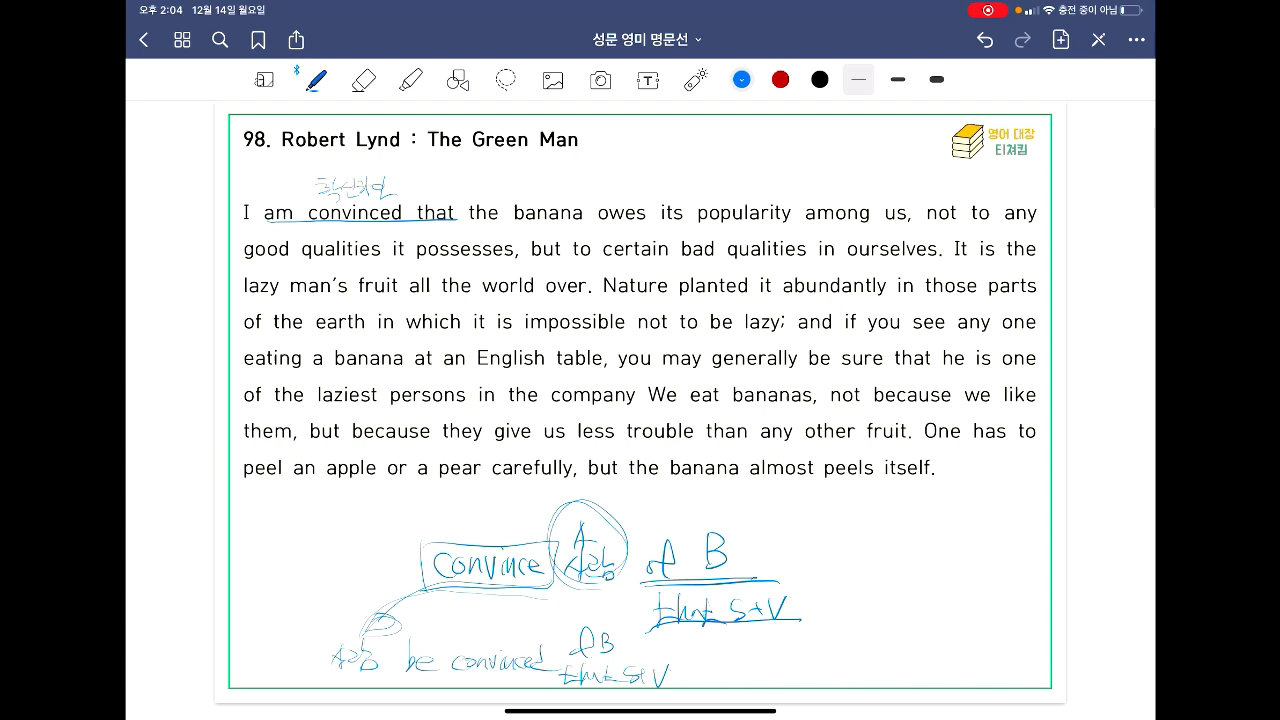 오후 2:04 12월 14일 월요일
충전 중이 아님
성문 영미 명문선
98. Robert Lynd : The Green Man
영어 대장
티쳐킴
확신하다
I am convinced that the banana owes its popularity among us, not to any
good qualities it possesses, but to certain bad qualities in ourselves. It is the
lazy man's fruit all the world over. Nature planted it abundantly in those parts
of the earth in which it is impossible not to be lazy; and if you see any one
eating a banana at an English table, you may generally be sure that he is one
of the laziest persons in the company We eat bananas, not because we like
them, but because they give us less trouble than any other fruit. One has to
peel an apple or a pear carefully, but the banana almost peels itself.
A
Convince 사람 of B
that S+V
사람 be convinced of B
that S+V